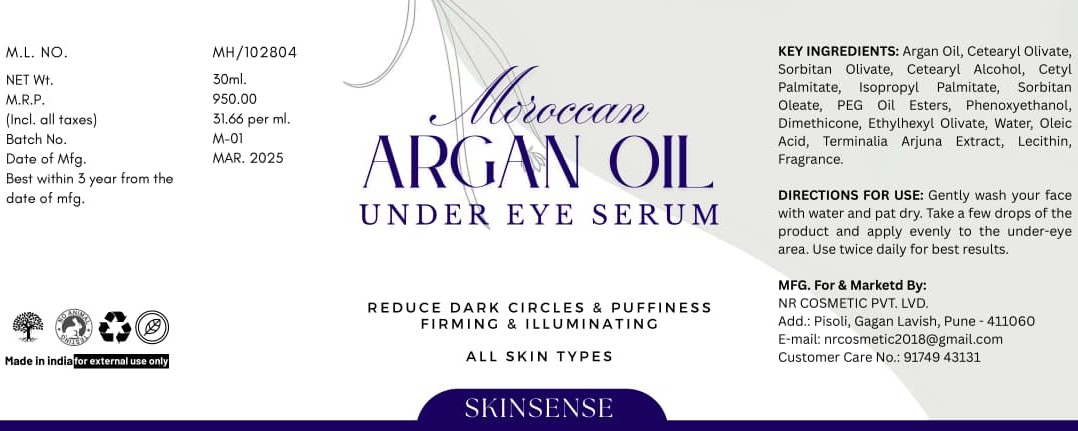 M.L. NO. MH/102804
NET Wt. 30ml.
M.R.P. 950.00
(Incl. all taxes) 31.66 per ml.
Batch No. M-01
Date of Mfg. MAR. 2025
Best within 3 year from the
date of mfg.
NO ANIMAL
TESTING
Made in india for external use only
Moroccan
ARGAN OIL
UNDER EYE SERUM
REDUCE DARK CIRCLES & PUFFINESS
FIRMING & ILLUMINATING
ALL SKIN TYPES
SKINSENSE
KEY INGREDIENTS: Argan Oil, Cetearyl Olivate,
Sorbitan Olivate, Cetearyl Alcohol, Cetyl
Palmitate, Isopropyl Palmitate, Sorbitan
Oleate, PEG Oil Esters, Phenoxyethanol,
Dimethicone, Ethylhexyl Olivate, Water, Oleic
Acid, Terminalia Arjuna Extract, Lecithin,
Fragrance.
DIRECTIONS FOR USE: Gently wash your face
with water and pat dry. Take a few drops of the
product and apply evenly to the under-eye
area. Use twice daily for best results.
MFG. For & Marketd By:
NR COSMETIC PVT. LVD.
Add.: Pisoli, Gagan Lavish, Pune - 411060
E-mail: nrcosmetic2018@gmail.com
Customer Care No.: 91749 43131